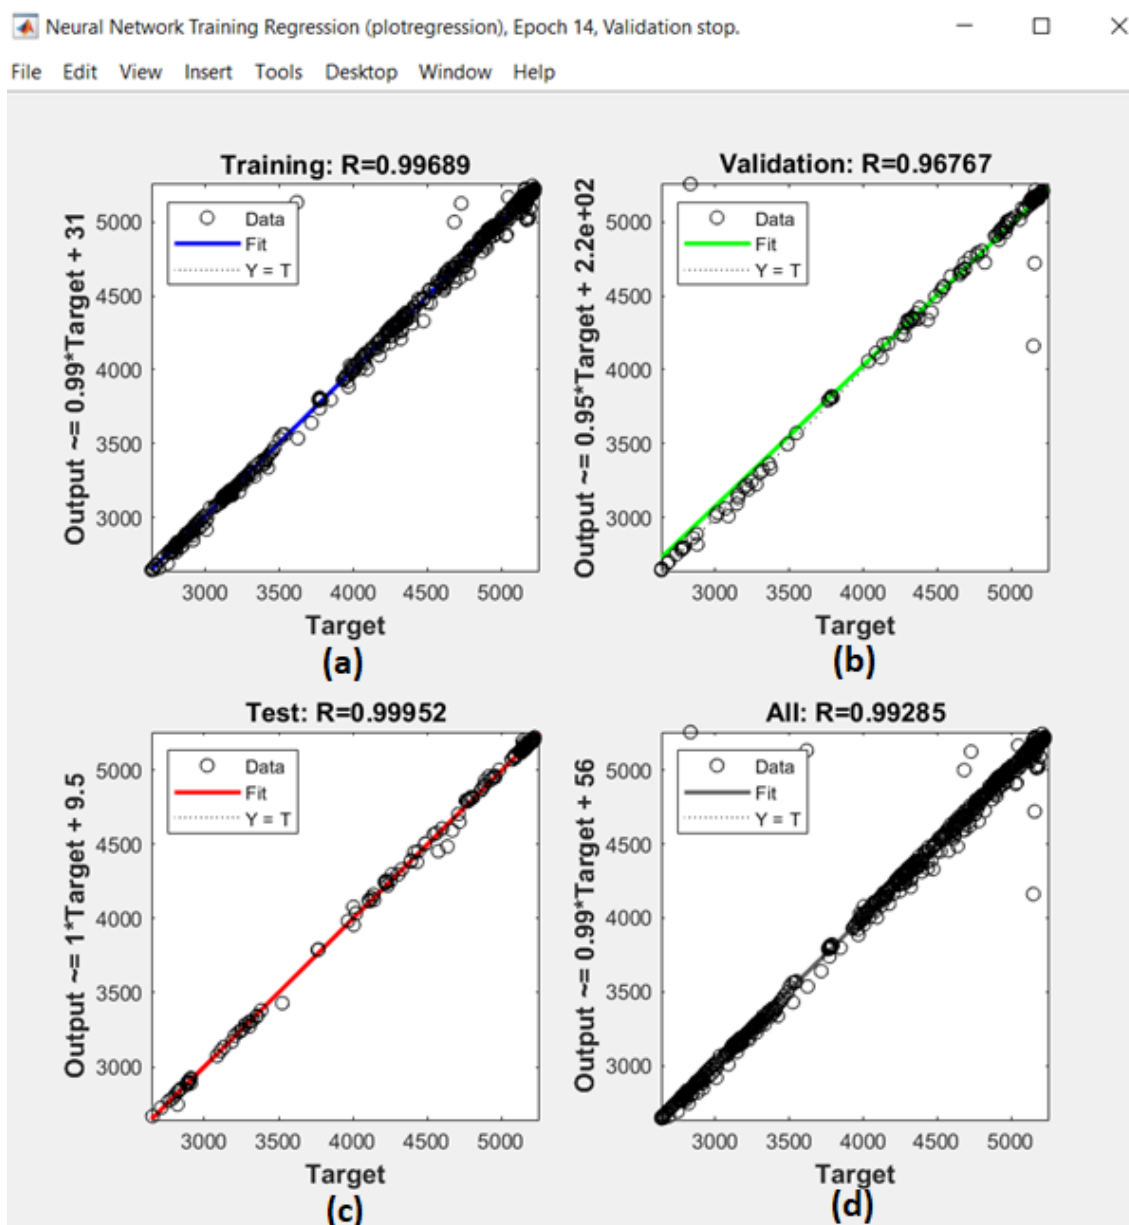 Neural Network Training Regression (plotregression), Epoch 14, Validation stop.
File Edit View Insert Tools Desktop Window Help
Training: R=0.99689
Output ~= 0.99*Target + 31
Data
Fit
Y = T
5000
4500
4000
3500
3000
3000 3500 4000 4500 5000
Target
(a)
Validation: R=0.96767
Output ~= 0.95*Target + 2.2e+02
Data
Fit
Y = T
5000
4500
4000
3500
3000
3000 3500 4000 4500 5000
Target
(b)
Test: R=0.99952
Output ~= 1*Target + 9.5
Data
Fit
Y = T
5000
4500
4000
3500
3000
3000 3500 4000 4500 5000
Target
(c)
All: R=0.99285
Output ~= 0.99*Target + 56
Data
Fit
Y = T
5000
4500
4000
3500
3000
3000 3500 4000 4500 5000
Target
(d)